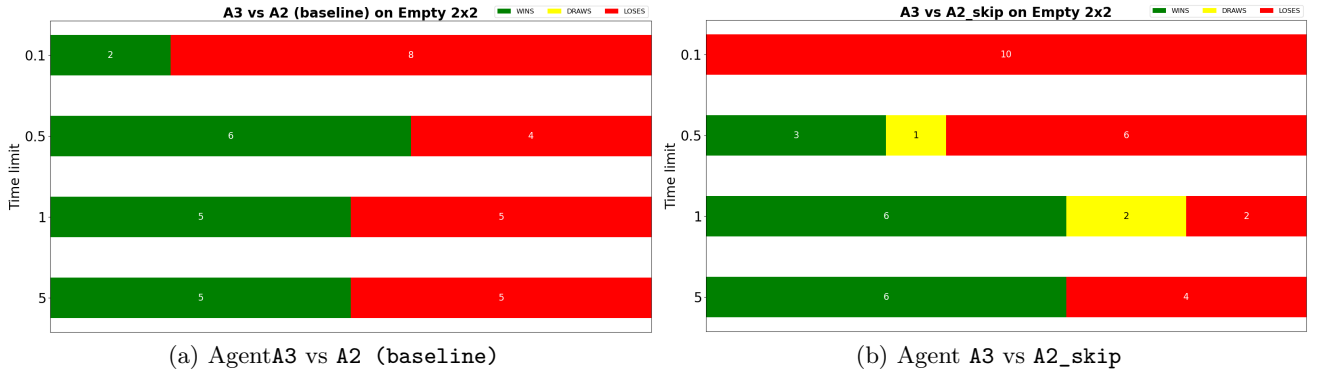 A3 vs A2 (baseline) on Empty 2x2
WINS DRAWS LOSES
Time limit
0.1
2 8
0.5
6 4
1
5 5
5
5 5
(a) AgentA3 vs A2 (baseline)
A3 vs A2_skip on Empty 2x2
WINS DRAWS LOSES
Time limit
0.1
10
0.5
3 1 6
1
6 2 2
5
6 4
(b) Agent A3 vs A2_skip